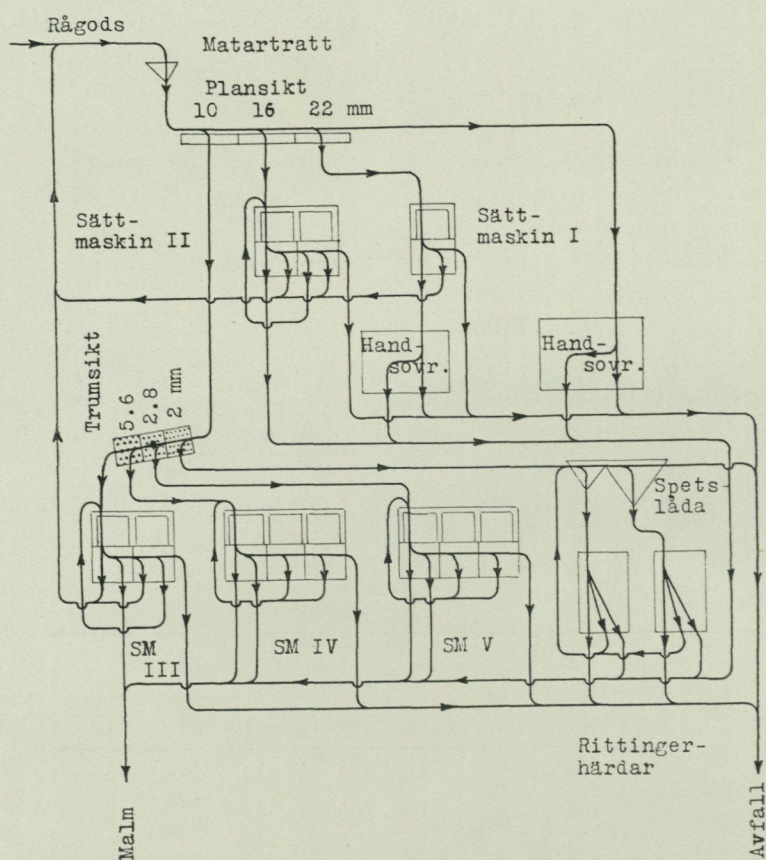 Rågods
Matartratt
Plansikt
10 16 22 mm
Sätt-
maskin II
Sätt-
maskin I
Hand-
sovr.
Hand-
sovr.
Trumsikt
5.6
2.8
2 mm
Spets-
låda
SM
III
SM IV
SM V
Rittinger-
härdar
Malm
Avfall